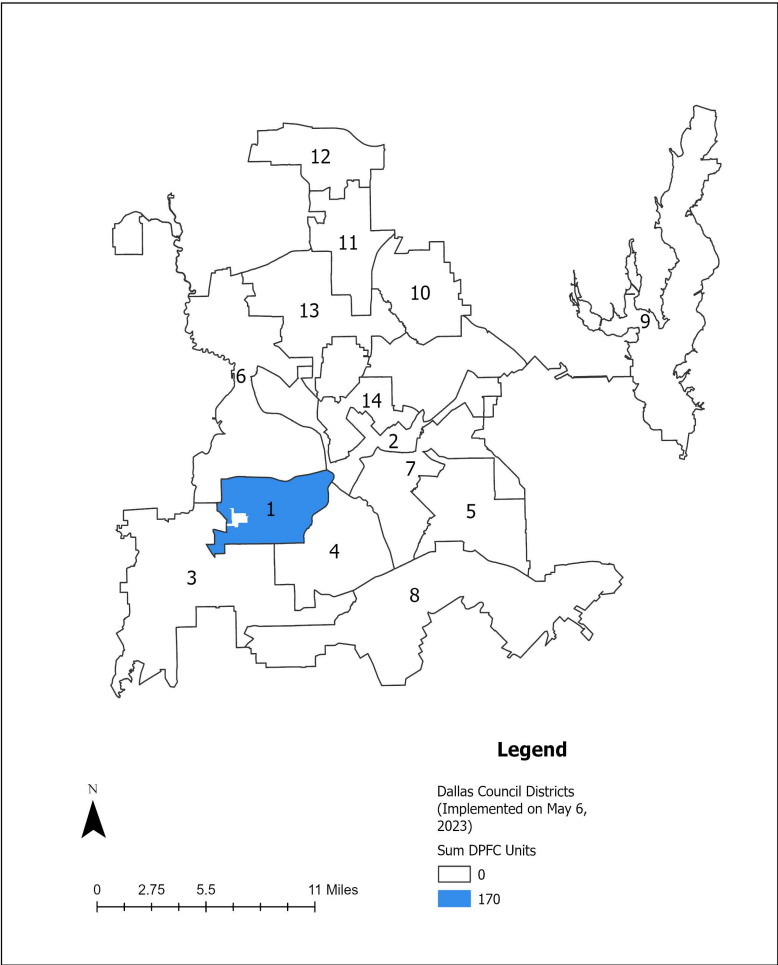 12
11
10
13
9
6
14
2
7
1
5
4
3
8
Legend
Dallas Council Districts
(Implemented on May 6,
2023)
Sum DPFC Units
0
170
N
0 2.75 5.5 11 Miles